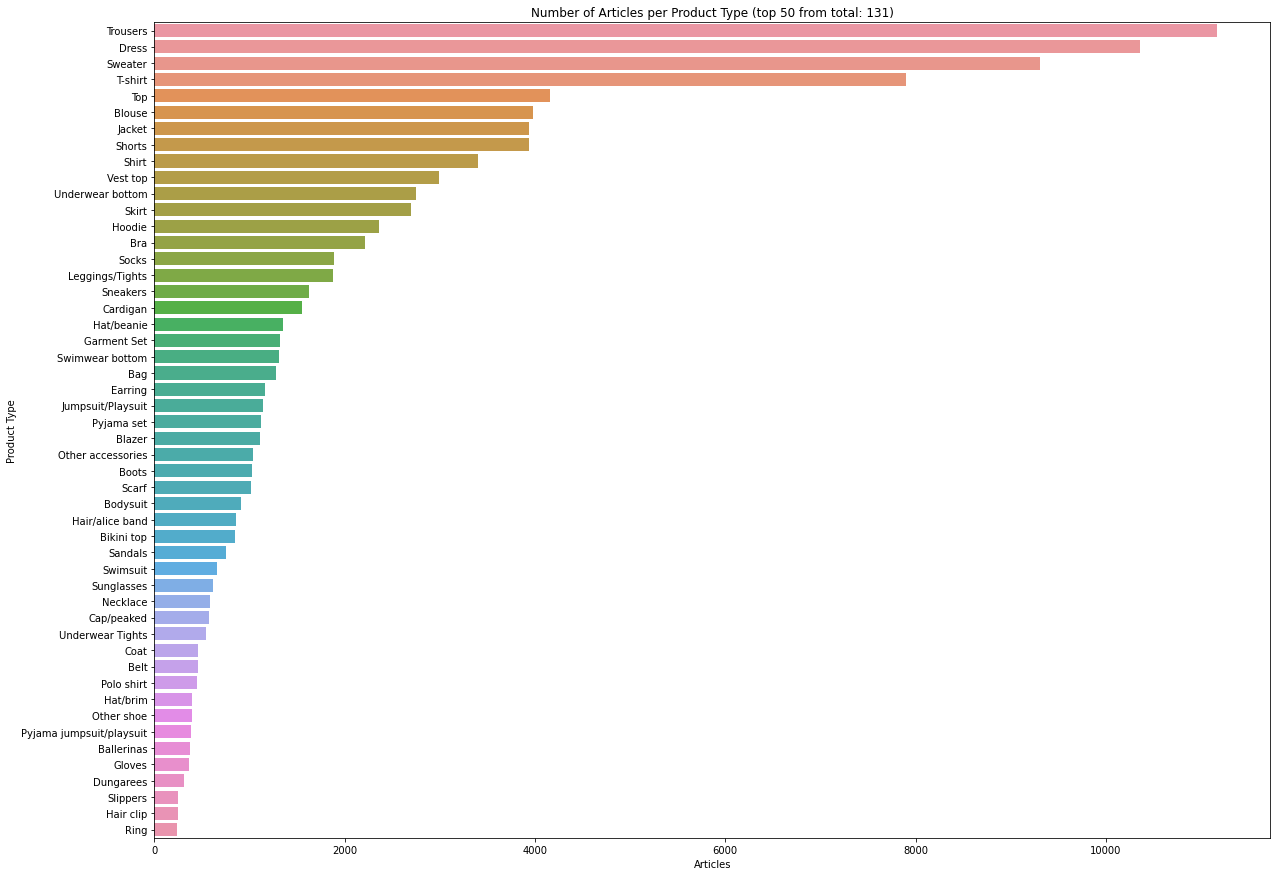 Number of Articles per Product Type (top 50 from total: 131)
Product Type
Trousers
Dress
Sweater
T-shirt
Top
Blouse
Jacket
Shorts
Shirt
Vest top
Underwear bottom
Skirt
Hoodie
Bra
Socks
Leggings/Tights
Sneakers
Cardigan
Hat/beanie
Garment Set
Swimwear bottom
Bag
Earring
Jumpsuit/Playsuit
Pyjama set
Blazer
Other accessories
Boots
Scarf
Bodysuit
Hair/alice band
Bikini top
Sandals
Swimsuit
Sunglasses
Necklace
Cap/peaked
Underwear Tights
Coat
Belt
Polo shirt
Hat/brim
Other shoe
Pyjama jumpsuit/playsuit
Ballerinas
Gloves
Dungarees
Slippers
Hair clip
Ring
0 2000 4000 6000 8000 10000
Articles